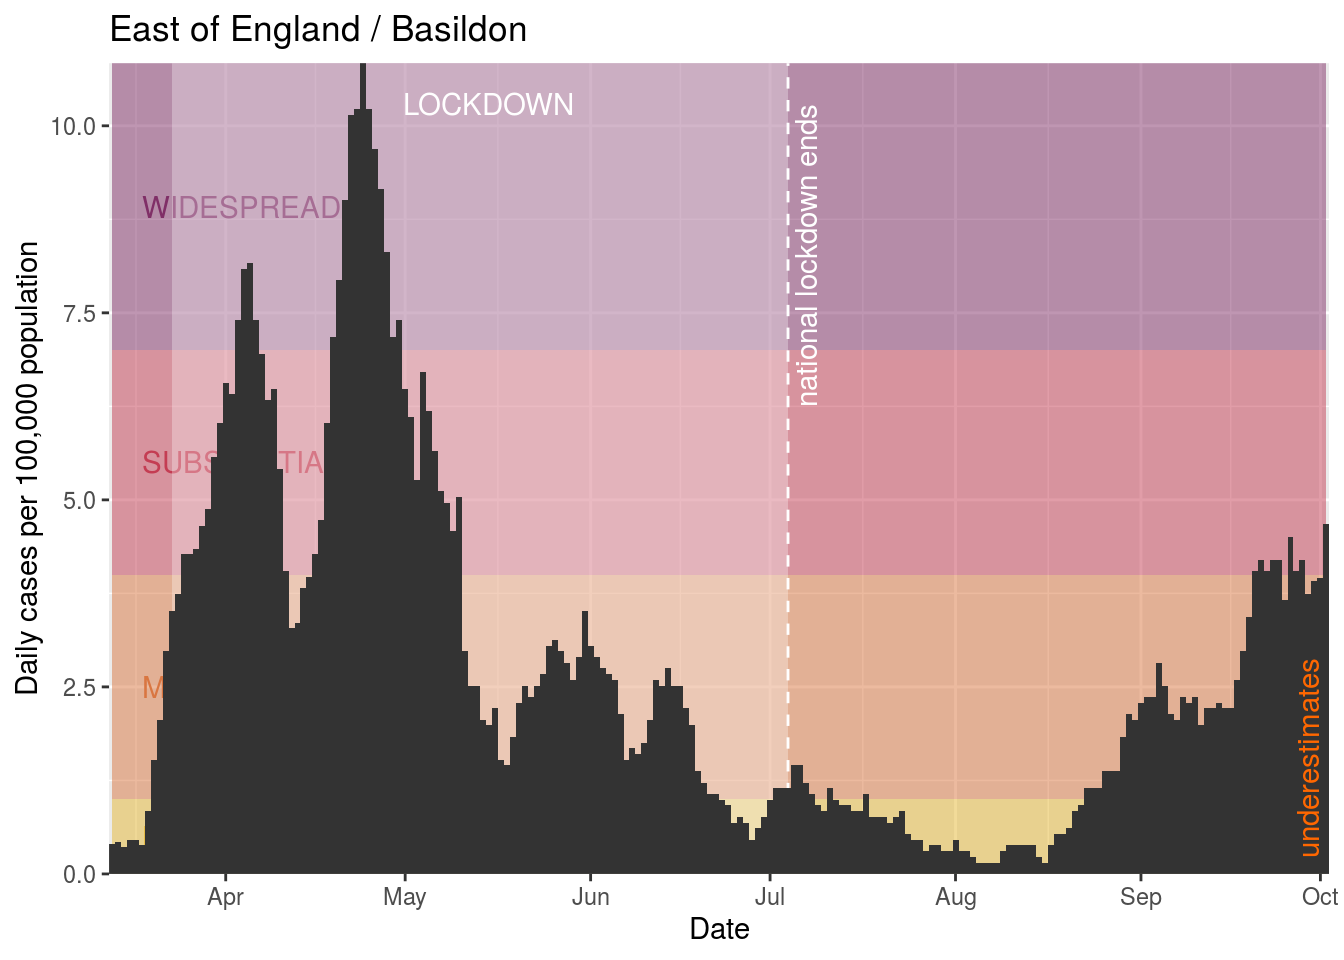 East of England / Basildon
LOCKDOWN
WIDESPREAD
national lockdown ends
Daily cases per 100,000 population
10.0
7.5
5.0
2.5
0.0
underestimates
Apr
May
Jun
Jul
Aug
Sep
Oct
Date